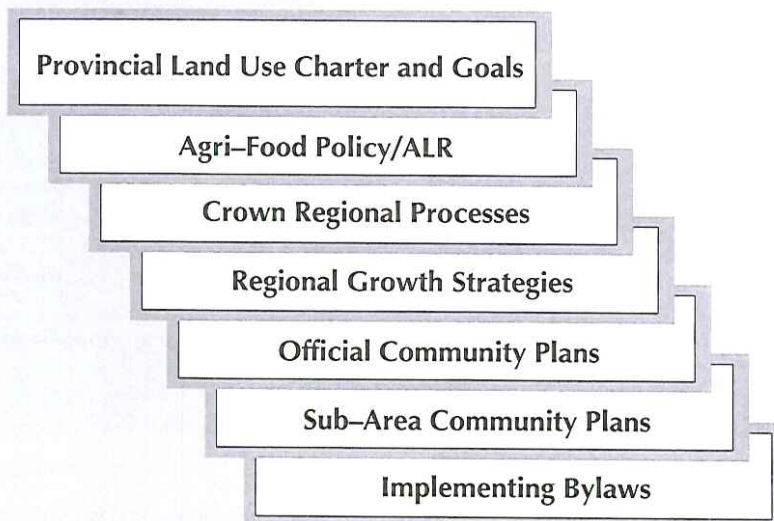 Provincial Land Use Charter and Goals
Agri–Food Policy/ALR
Crown Regional Processes
Regional Growth Strategies
Official Community Plans
Sub–Area Community Plans
Implementing Bylaws